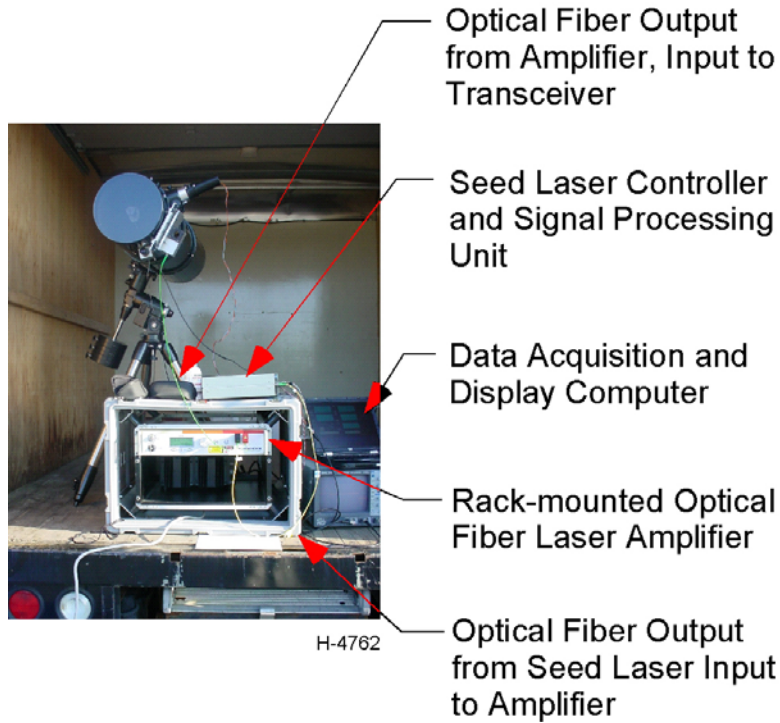 Optical Fiber Output
from Amplifier, Input to
Transceiver
Seed Laser Controller
and Signal Processing
Unit
Data Acquisition and
Display Computer
Rack-mounted Optical
Fiber Laser Amplifier
H-4762
Optical Fiber Output
from Seed Laser Input
to Amplifier